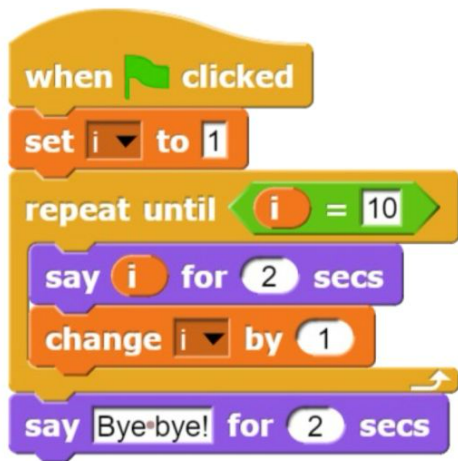 when clicked
set i to 1
repeat until i = 10
say i for 2 secs
change i by 1
say Bye bye! for 2 secs